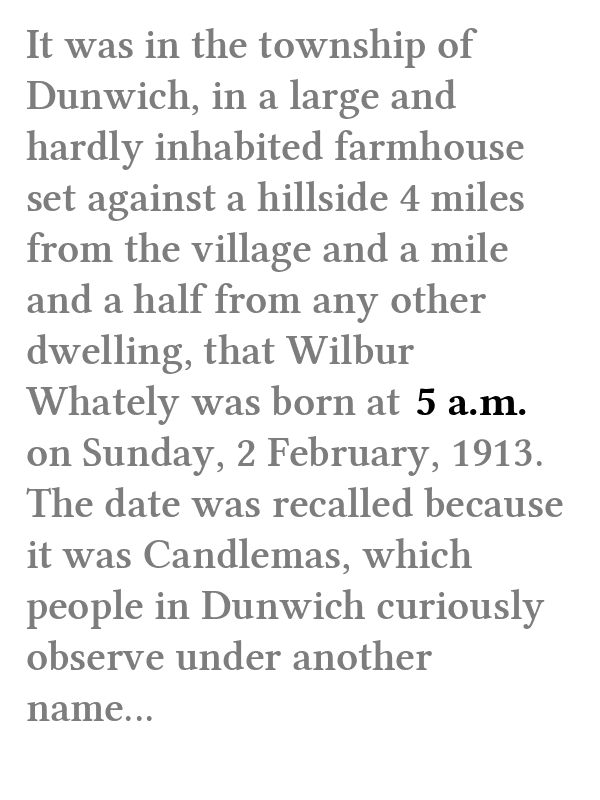 It was in the township of
Dunwich, in a large and
hardly inhabited farmhouse
set against a hillside 4 miles
from the village and a mile
and a half from any other
dwelling, that Wilbur
Whately was born at 5 a.m.
on Sunday, 2 February, 1913.
The date was recalled because
it was Candlemas, which
people in Dunwich curiously
observe under another
name...